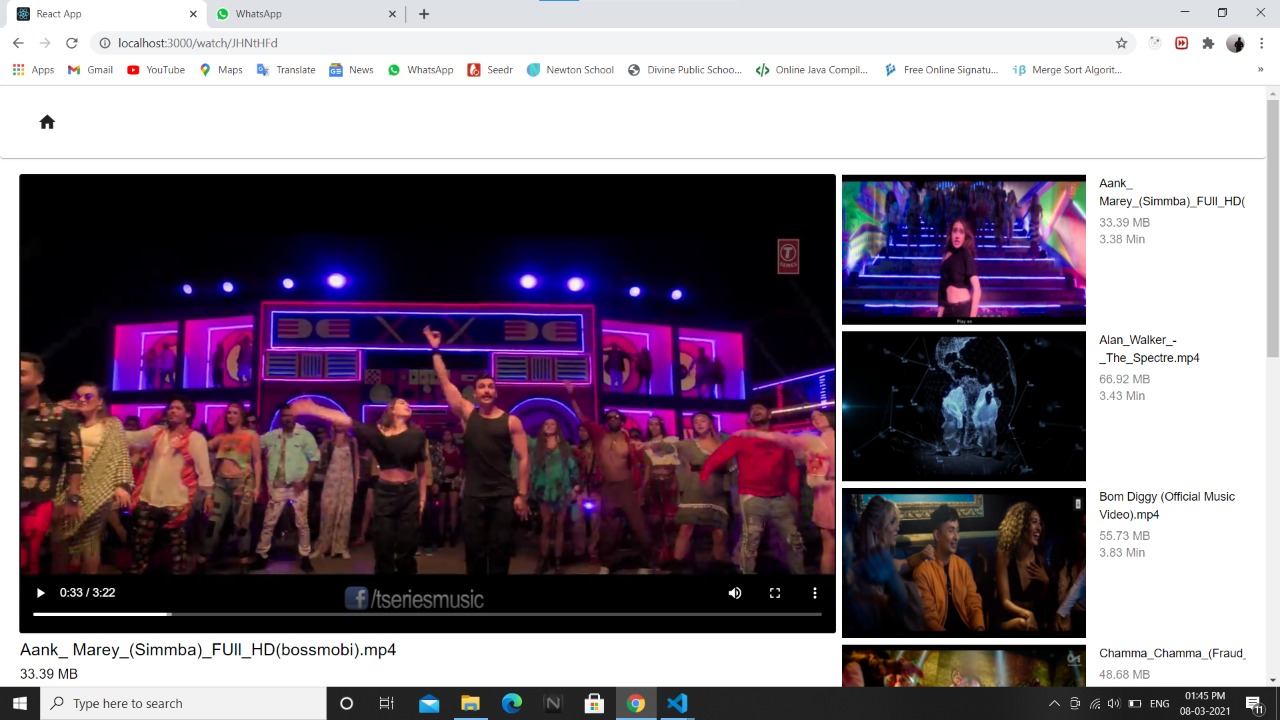 React App
WhatsApp
localhost:3000/watch/JHNtHFd
Apps
Gmail
YouTube
Maps
Translate
News
WhatsApp
Seedr
Newton School
Divine Public Schoo...
Online Java Compil...
Free Online Signatu...
Merge Sort Algorit...
»
T
SERIES
0:33 / 3:22
/tseriesmusic
Aank_ Marey_(Simmba)_FUll_HD(bossmobi).mp4
33.39 MB
Aank_
Marey_(Simmba)_FUll_HD(
33.39 MB
3.38 Min
Alan_Walker_-
_The_Spectre.mp4
66.92 MB
3.43 Min
Bom Diggy (Official Music
Video).mp4
55.73 MB
3.83 Min
Chamma_Chamma_(Fraud_
48.68 MB
Type here to search
ENG
01:45 PM
08-03-2021
11